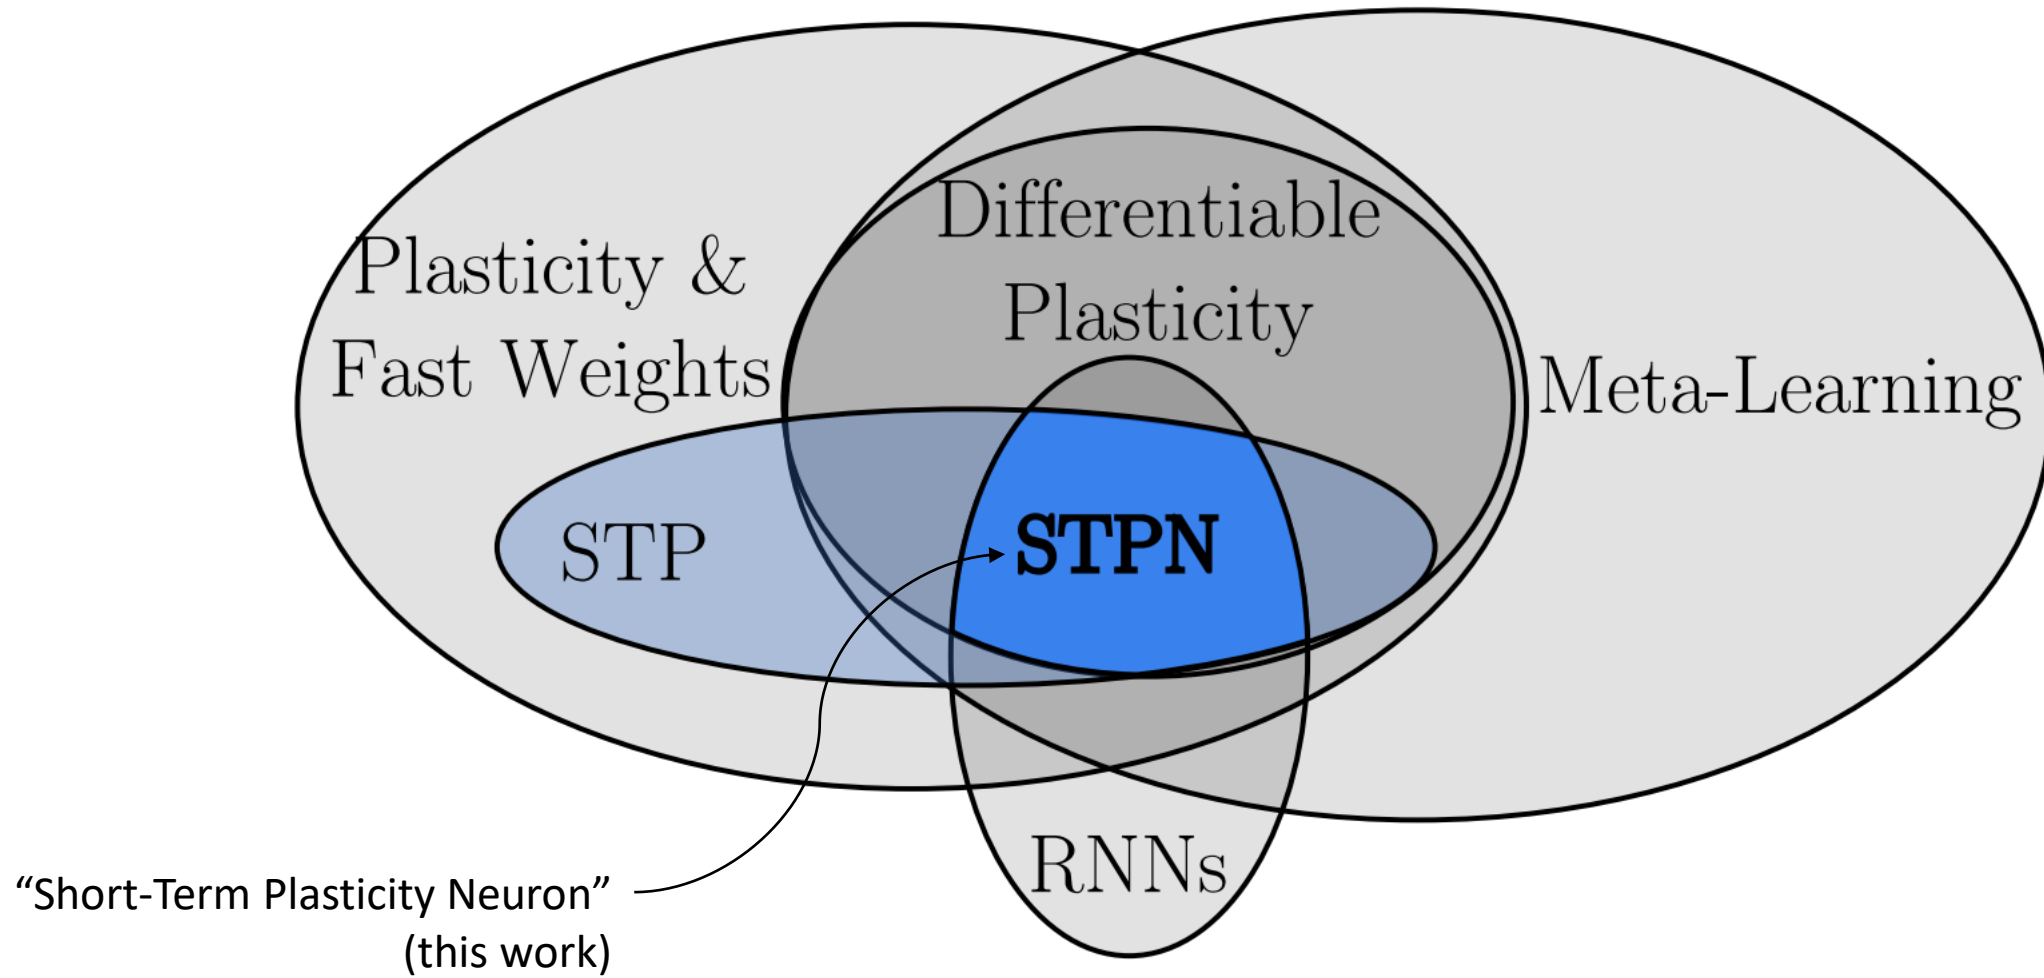 Differentiable
Plasticity
Plasticity &
Fast Weights
Meta-Learning
STP
STPN
RNNs
“Short-Term Plasticity Neuron”
(this work)